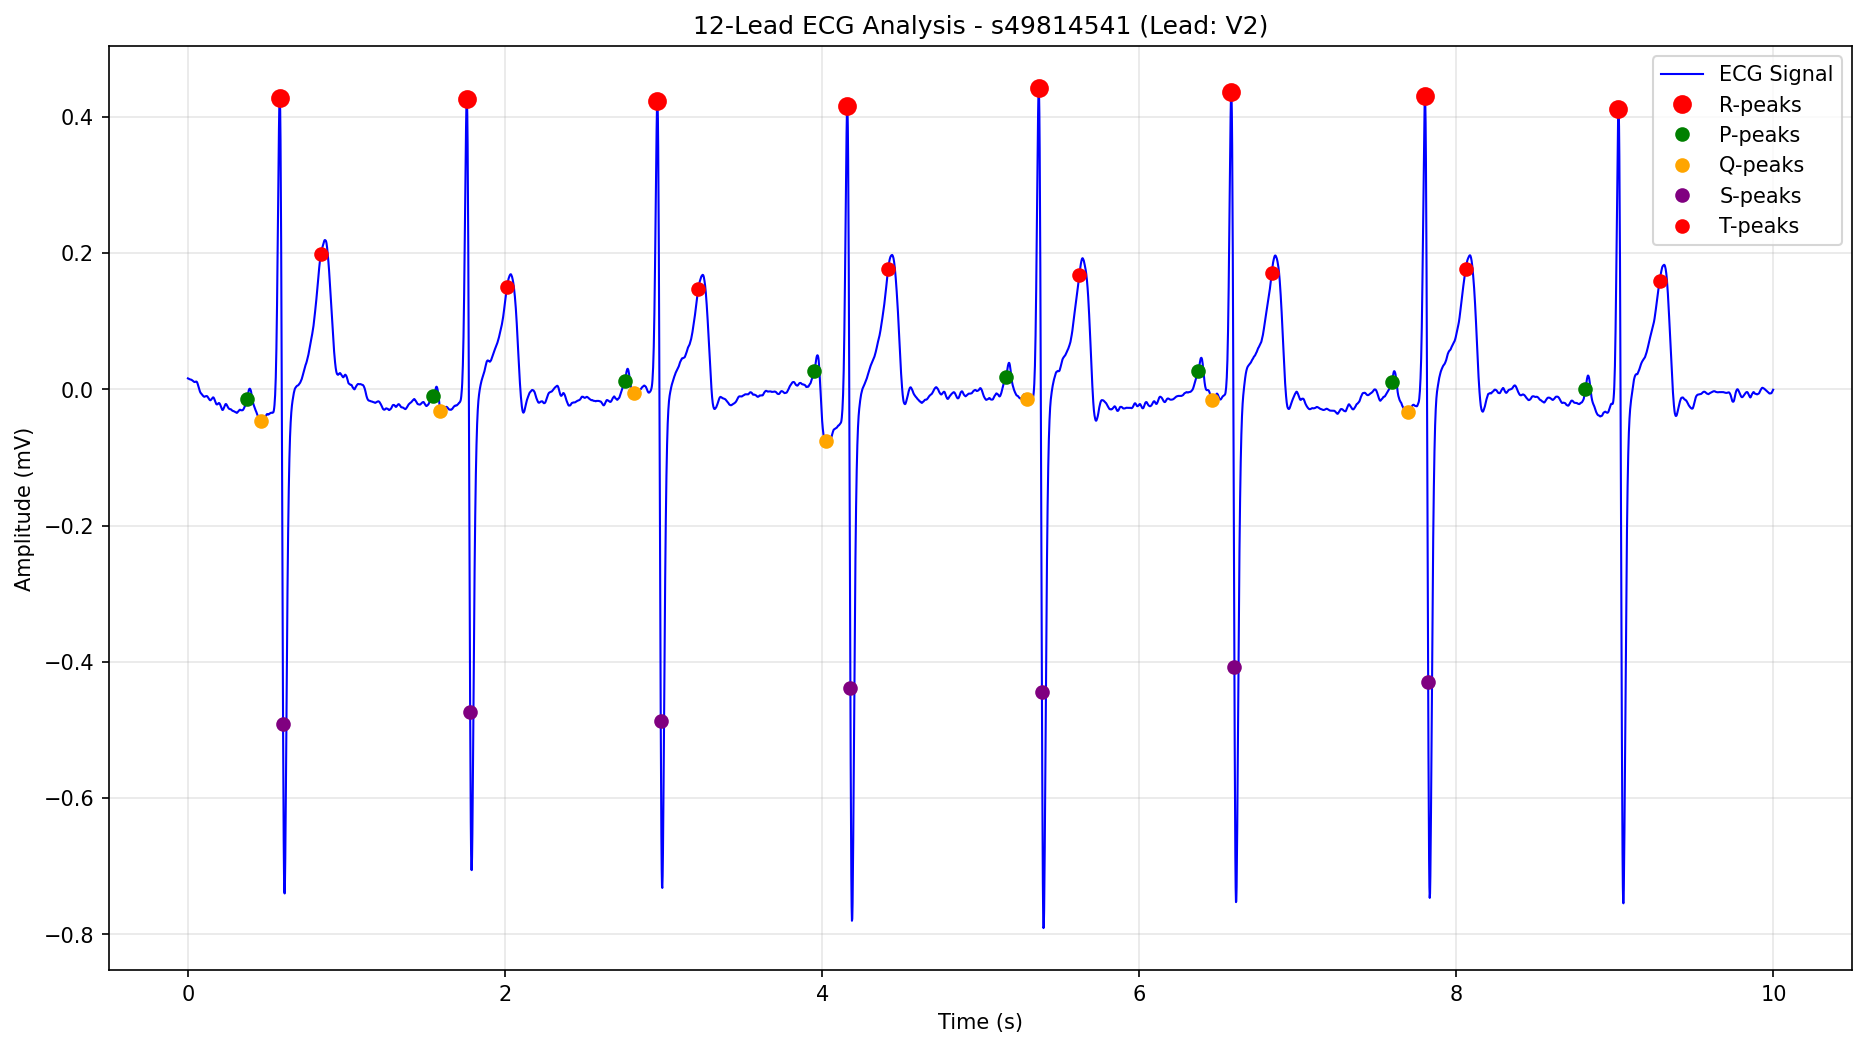 12-Lead ECG Analysis - s49814541 (Lead: V2)
ECG Signal
R-peaks
P-peaks
Q-peaks
S-peaks
T-peaks
0.4
0.2
0.0
−0.2
−0.4
−0.6
−0.8
Amplitude (mV)
0 2 4 6 8 10
Time (s)